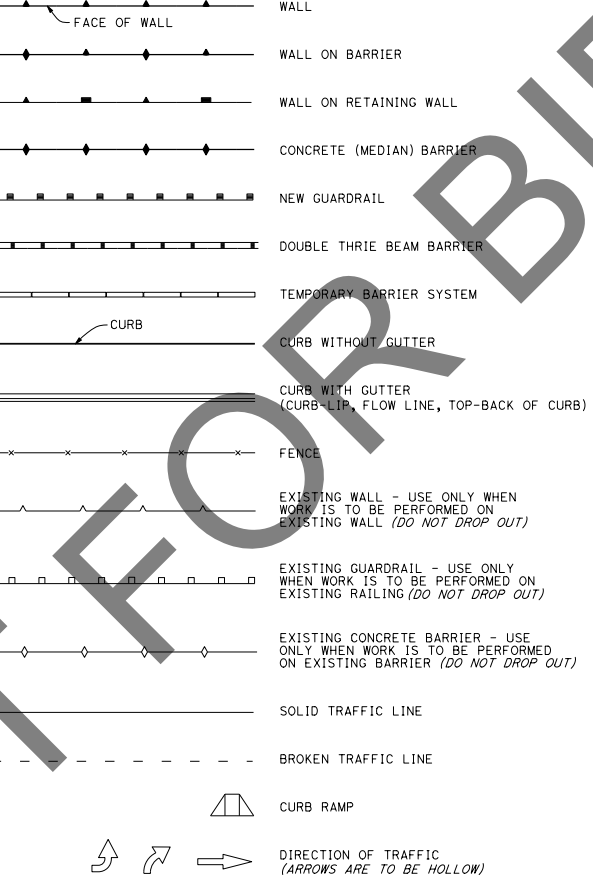 WALL
FACE OF WALL
WALL ON BARRIER
WALL ON RETAINING WALL
CONCRETE (MEDIAN) BARRIER
NEW GUARDRAIL
DOUBLE THRIE BEAM BARRIER
TEMPORARY BARRIER SYSTEM
CURB
CURB WITHOUT GUTTER
CURB WITH GUTTER
(CURB-LIP, FLOW LINE, TOP-BACK OF CURB)
FENCE
EXISTING WALL - USE ONLY WHEN
WORK IS TO BE PERFORMED ON
EXISTING WALL (DO NOT DROP OUT)
EXISTING GUARDRAIL - USE ONLY
WHEN WORK IS TO BE PERFORMED ON
EXISTING RAILING (DO NOT DROP OUT)
EXISTING CONCRETE BARRIER - USE
ONLY WHEN WORK IS TO BE PERFORMED
ON EXISTING BARRIER (DO NOT DROP OUT)
SOLID TRAFFIC LINE
BROKEN TRAFFIC LINE
CURB RAMP
DIRECTION OF TRAFFIC
(ARROWS ARE TO BE HOLLOW)
FOR